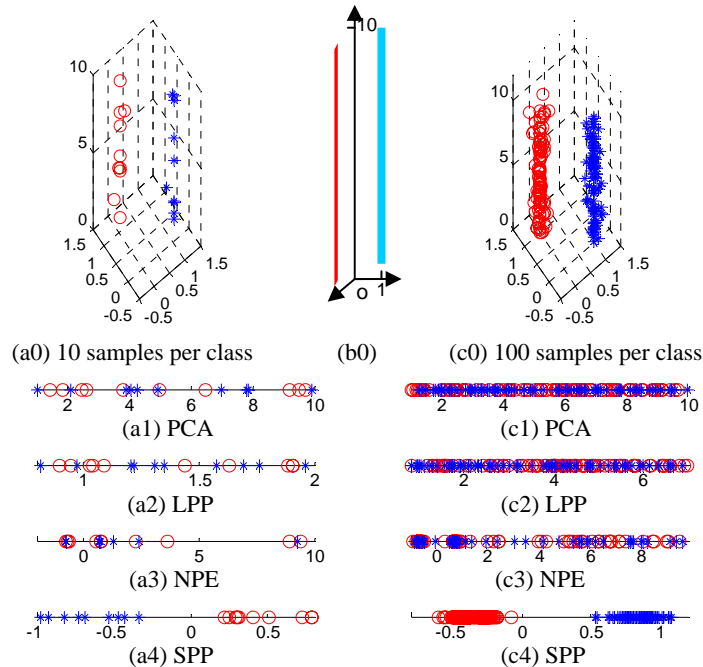 10
5
0
1.5
1
0.5
0
-0.5
-0.5
0
0.5
1
1.5
10
o
1
10
5
0
1.5
1
0.5
0
-0.5
-0.5
0
0.5
1
1.5
(a0) 10 samples per class
(b0)
(c0) 100 samples per class
2 4 6 8 10
(a1) PCA
2 4 6 8 10
(c1) PCA
1 2
(a2) LPP
2 4 6
(c2) LPP
0 5 10
(a3) NPE
0 2 4 6 8
(c3) NPE
-1 -0.5 0 0.5
(a4) SPP
-0.5 0 0.5 1
(c4) SPP